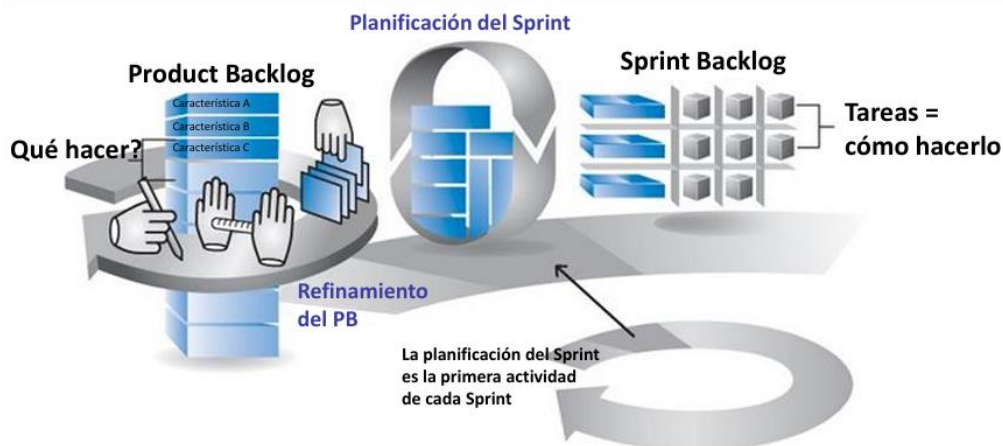 Planificación del Sprint
Product Backlog
Sprint Backlog
Característica A
Característica B
Característica C
Qué hacer?
Tareas =
cómo hacerlo
Refinamiento
del PB
La planificación del Sprint
es la primera actividad
de cada Sprint